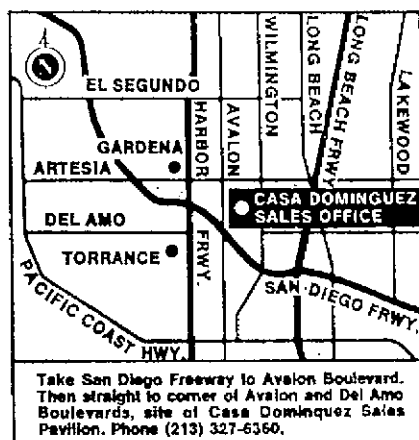 N
EL SEGUNDO
GARDENA
ARTESIA
DEL AMO
TORRANCE
PACIFIC COAST
HWY.
HARBOR
FRWY.
AVALON
WILMINGTON
LONG BEACH
LONG BEACH FRWY.
LAKEWOOD
CASA DOMINGUEZ
SALES OFFICE
SAN DIEGO FRWY.
Take San Diego Freeway to Avalon Boulevard.
Then straight to corner of Avalon and Del Amo
Boulevards, site of Casa Dominquez Sales
Pavilion. Phone (213) 327-6360.